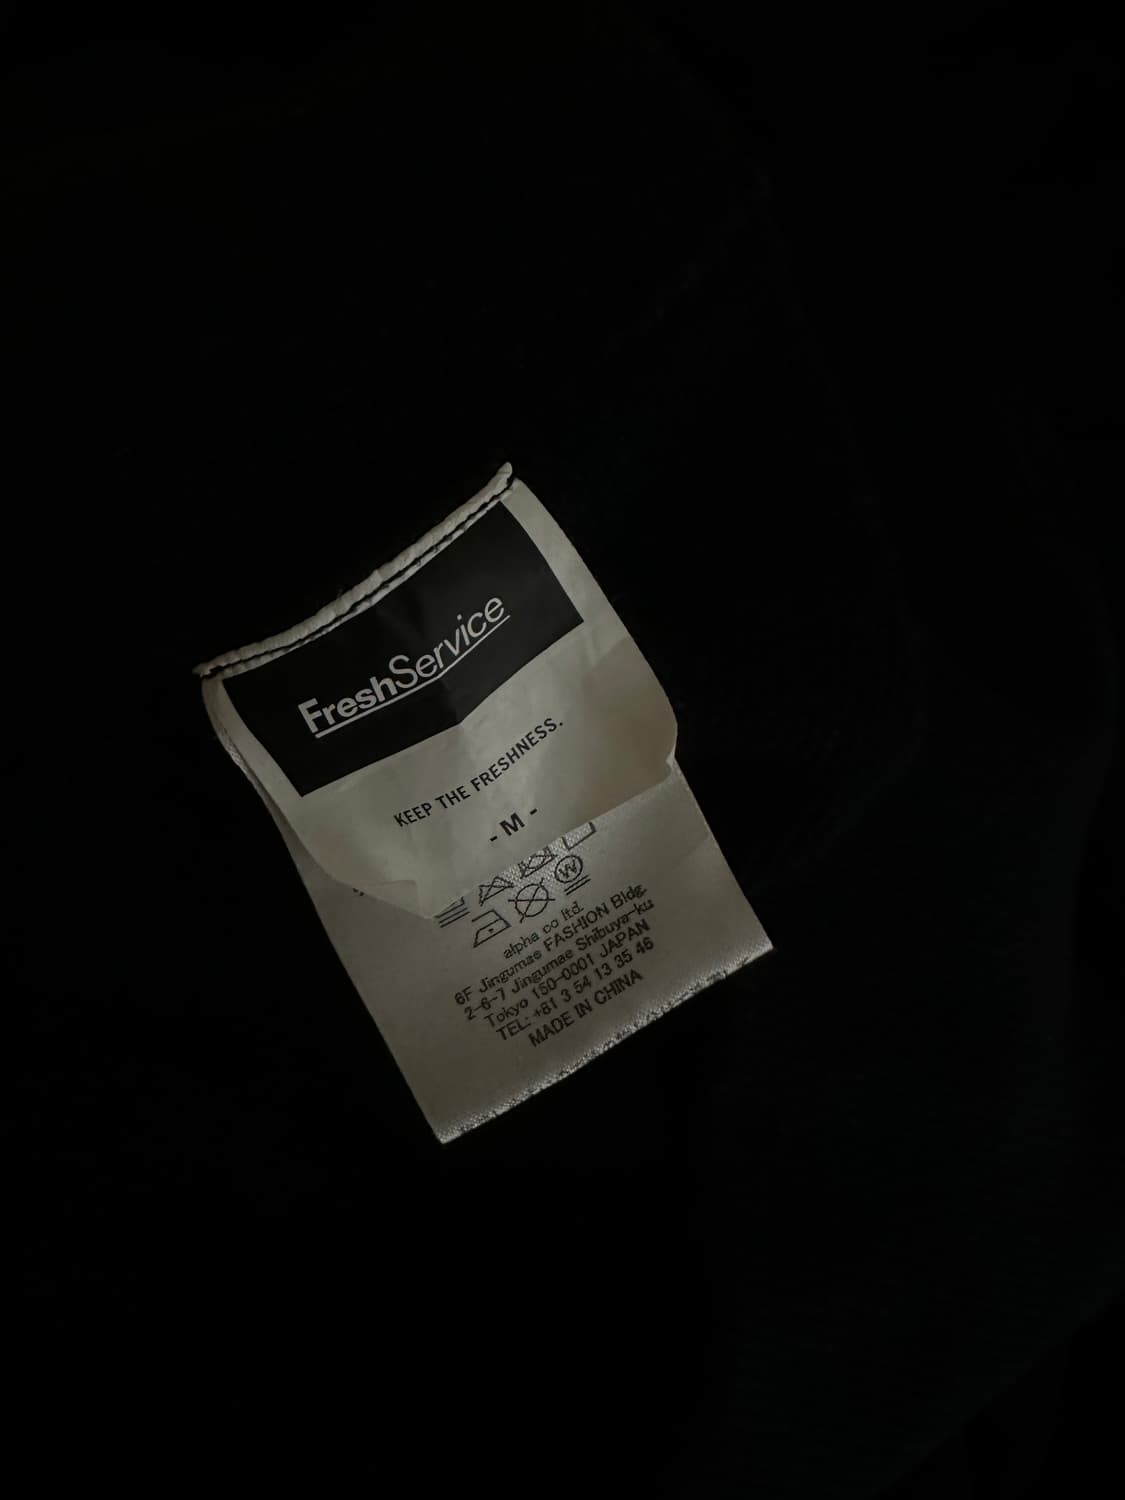 FreshService
KEEP THE FRESHNESS.
- M -
W
alpha co ltd.
6F Jingumae FASHION Bldg.
2-6-7 Jingumae Shibuya-ku
Tokyo 150-0001 JAPAN
TEL: +81 3 54 13 35 46
MADE IN CHINA